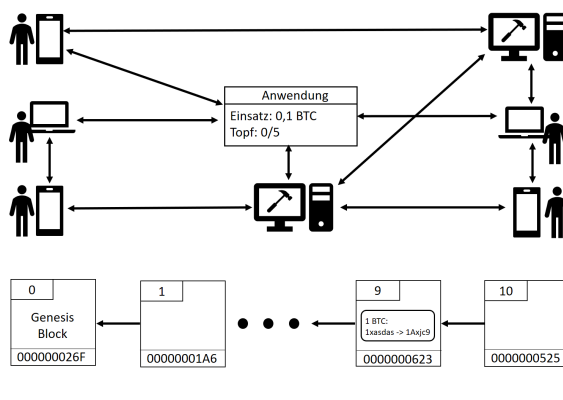 Anwendung
Einsatz: 0,1 BTC
Topf: 0/5
0
Genesis
Block
000000026F
1
00000001A6
9
1 BTC:
1xasdas -> 1Axjc9
0000000623
10
0000000525